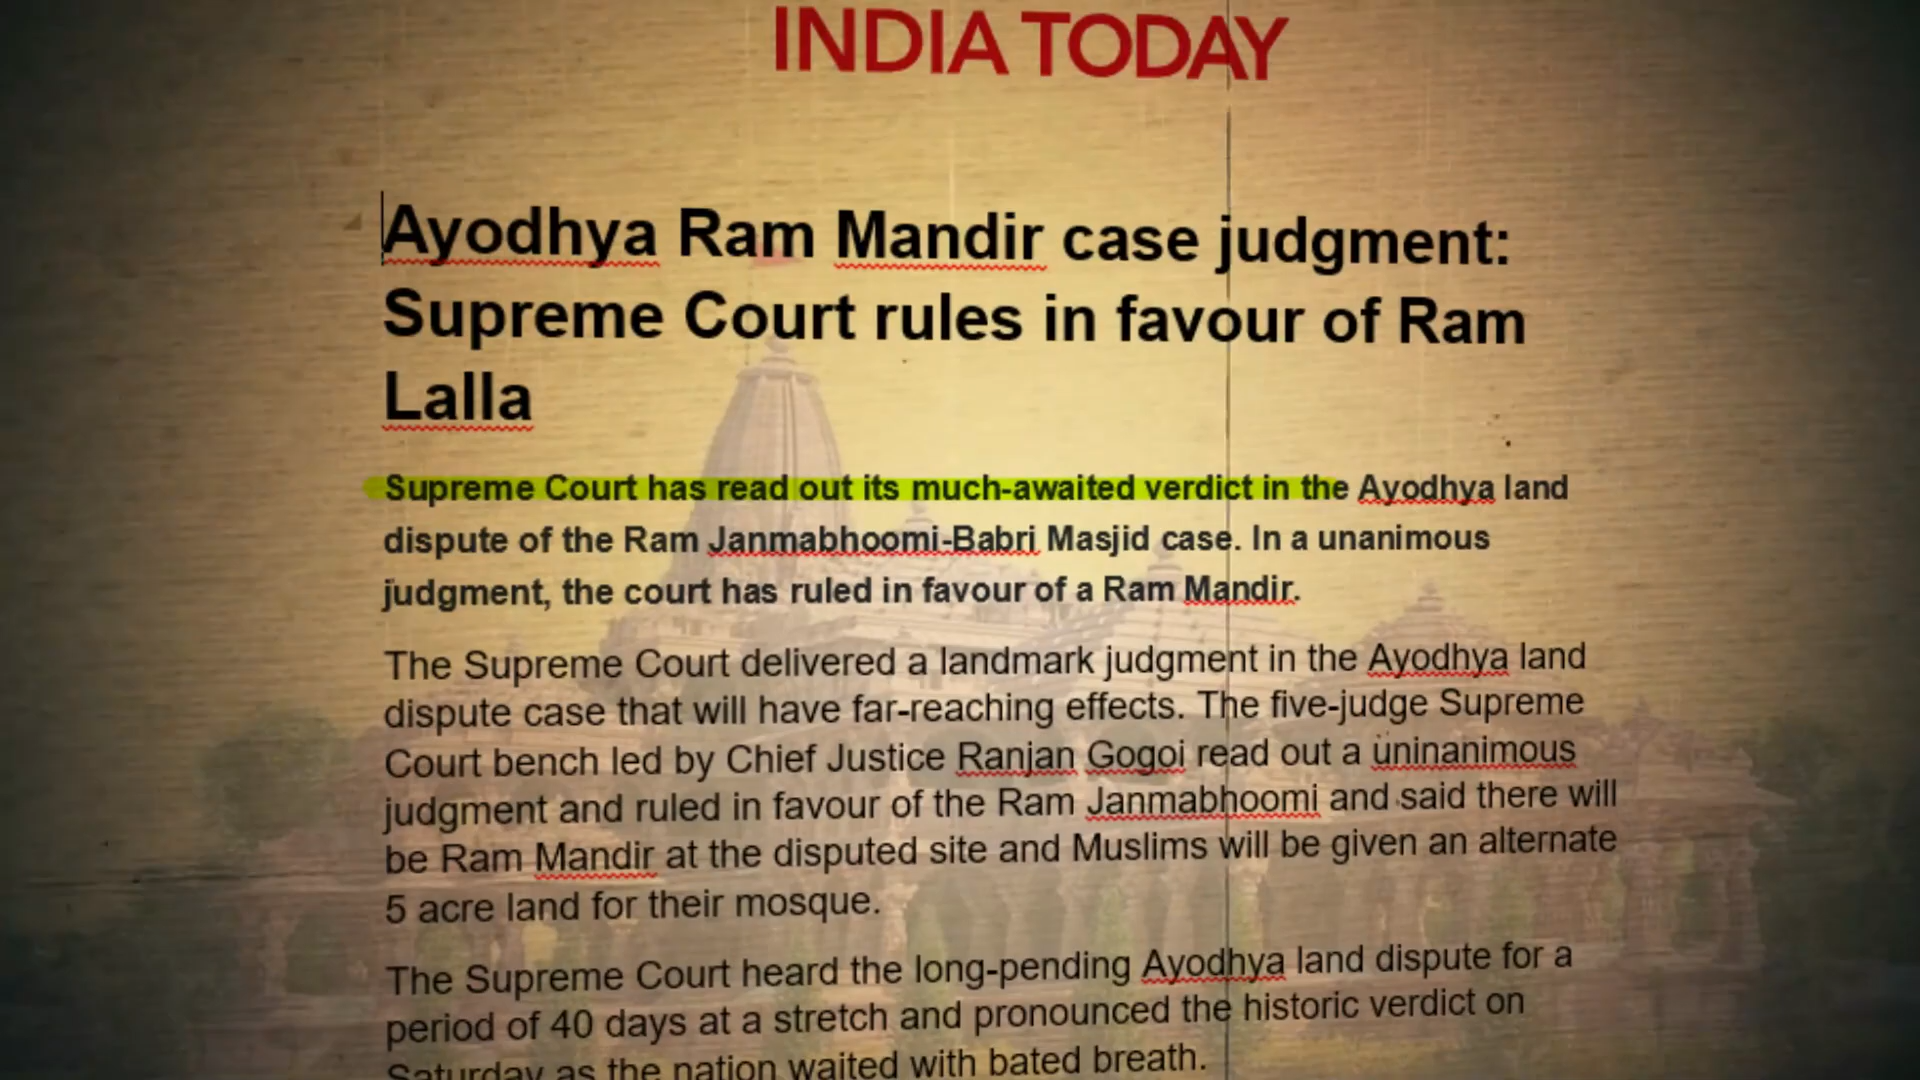 INDIA TODAY
Ayodhya Ram Mandir case judgment:
Supreme Court rules in favour of Ram
Lalla
Supreme Court has read out its much-awaited verdict in the Ayodhya land
dispute of the Ram Janmabhoomi-Babri Masjid case. In a unanimous
judgment, the court has ruled in favour of a Ram Mandir.
The Supreme Court delivered a landmark judgment in the Ayodhya land
dispute case that will have far-reaching effects. The five-judge Supreme
Court bench led by Chief Justice Ranjan Gogoi read out a uninanimous
judgment and ruled in favour of the Ram Janmabhoomi and said there will
be Ram Mandir at the disputed site and Muslims will be given an alternate
5 acre land for their mosque.
The Supreme Court heard the long-pending Ayodhya land dispute for a
period of 40 days at a stretch and pronounced the historic verdict on
Saturday as the nation waited with bated breath.